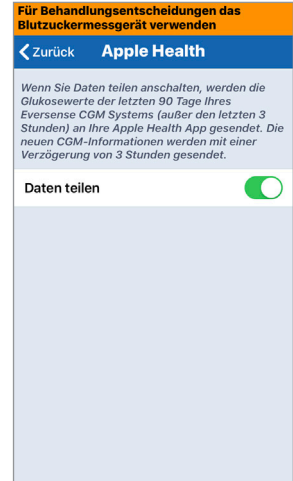 Für Behandlungsentscheidungen das
Blutzuckermessgerät verwenden
Zurück Apple Health
Wenn Sie Daten teilen anschalten, werden die
Glukosewerte der letzten 90 Tage Ihres
Eversense CGM Systems (außer den letzten 3
Stunden) an Ihre Apple Health App gesendet. Die
neuen CGM-Informationen werden mit einer
Verzögerung von 3 Stunden gesendet.
Daten teilen